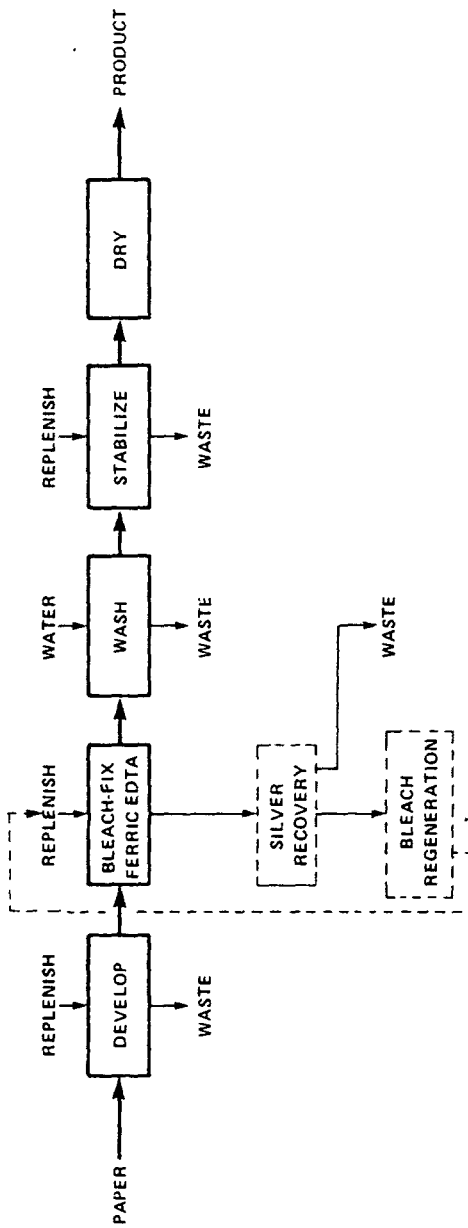 REPLENISH
REPLENISH
WATER
REPLENISH
PAPER
DEVELOP
BLEACH-FIX
FERRIC EDTA
WASH
STABILIZE
DRY
PRODUCT
WASTE
WASTE
WASTE
SILVER
RECOVERY
WASTE
BLEACH
REGENERATION